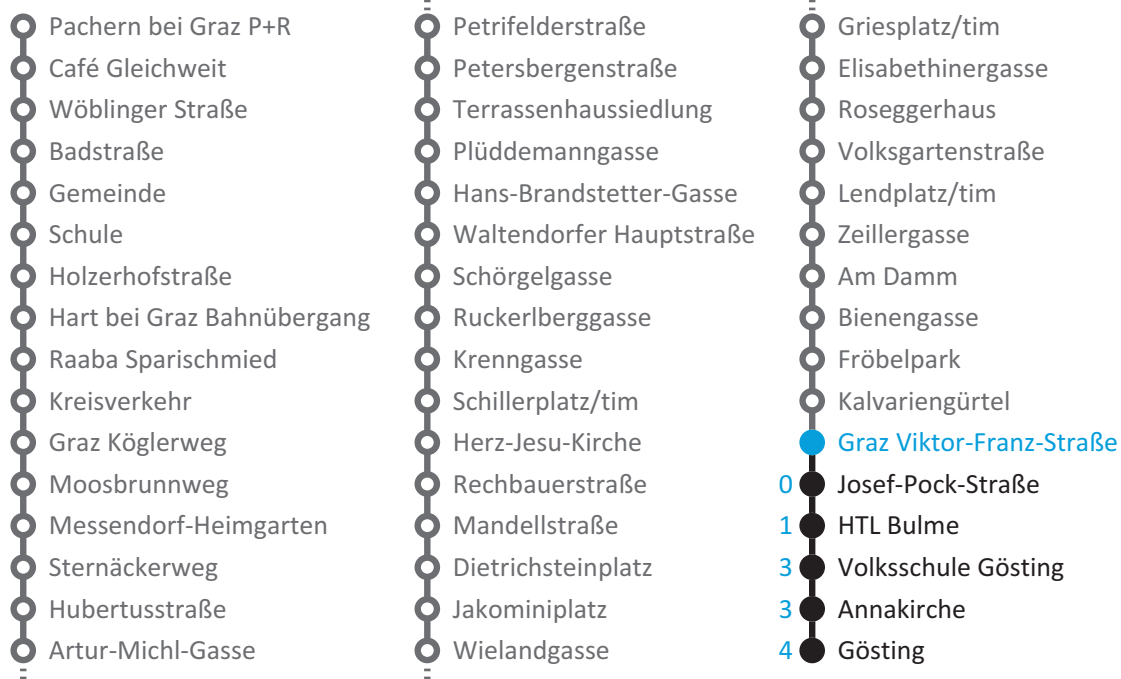 Pachern bei Graz P+R
Café Gleichweit
Wöblinger Straße
Badstraße
Gemeinde
Schule
Holzerhofstraße
Hart bei Graz Bahnübergang
Raaba Sparischmied
Kreisverkehr
Graz Köglerweg
Moosbrunnweg
Messendorf-Heimgarten
Sternäckerweg
Hubertusstraße
Artur-Michl-Gasse
Petrifelderstraße
Petersbergenstraße
Terrassenhaussiedlung
Plüddemanngasse
Hans-Brandstetter-Gasse
Waltendorfer Hauptstraße
Schörgelgasse
Ruckerlberggasse
Krenngasse
Schillerplatz/tim
Herz-Jesu-Kirche
Rechbauerstraße
Mandellstraße
Dietrichsteinplatz
Jakominiplatz
Wielandgasse
Griesplatz/tim
Elisabethinergasse
Roseggerhaus
Volksgartenstraße
Lendplatz/tim
Zeillergasse
Am Damm
Bienengasse
Fröbelpark
Kalvariengürtel
Graz Viktor-Franz-Straße
0 Josef-Pock-Straße
1 HTL Bulme
3 Volksschule Gösting
3 Annakirche
4 Gösting